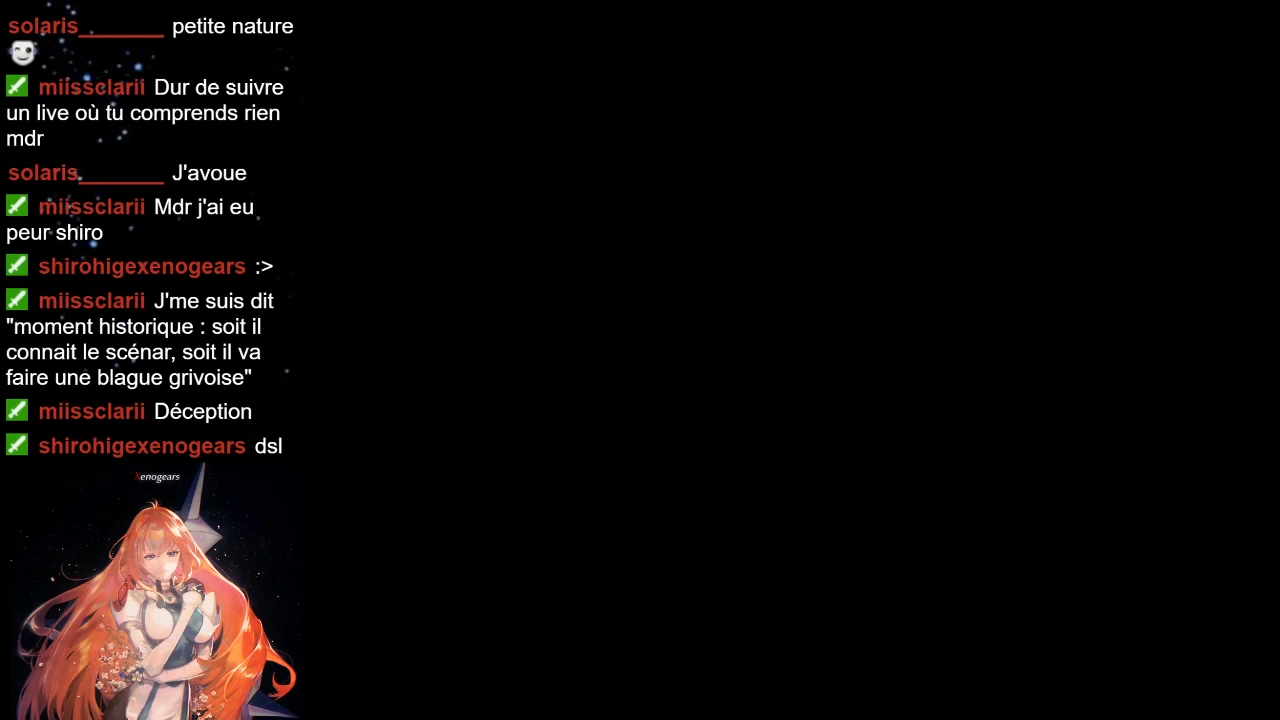 solaris_______ petite nature
miissclarii Dur de suivre
un live où tu comprends rien
mdr
solaris_______ J'avoue
miissclarii Mdr j'ai eu
peur shiro
shirohigexenogears :>
miissclarii J'me suis dit
"moment historique : soit il
connait le scénar, soit il va
faire une blague grivoise"
miissclarii Déception
shirohigexenogears dsl
Xenogears